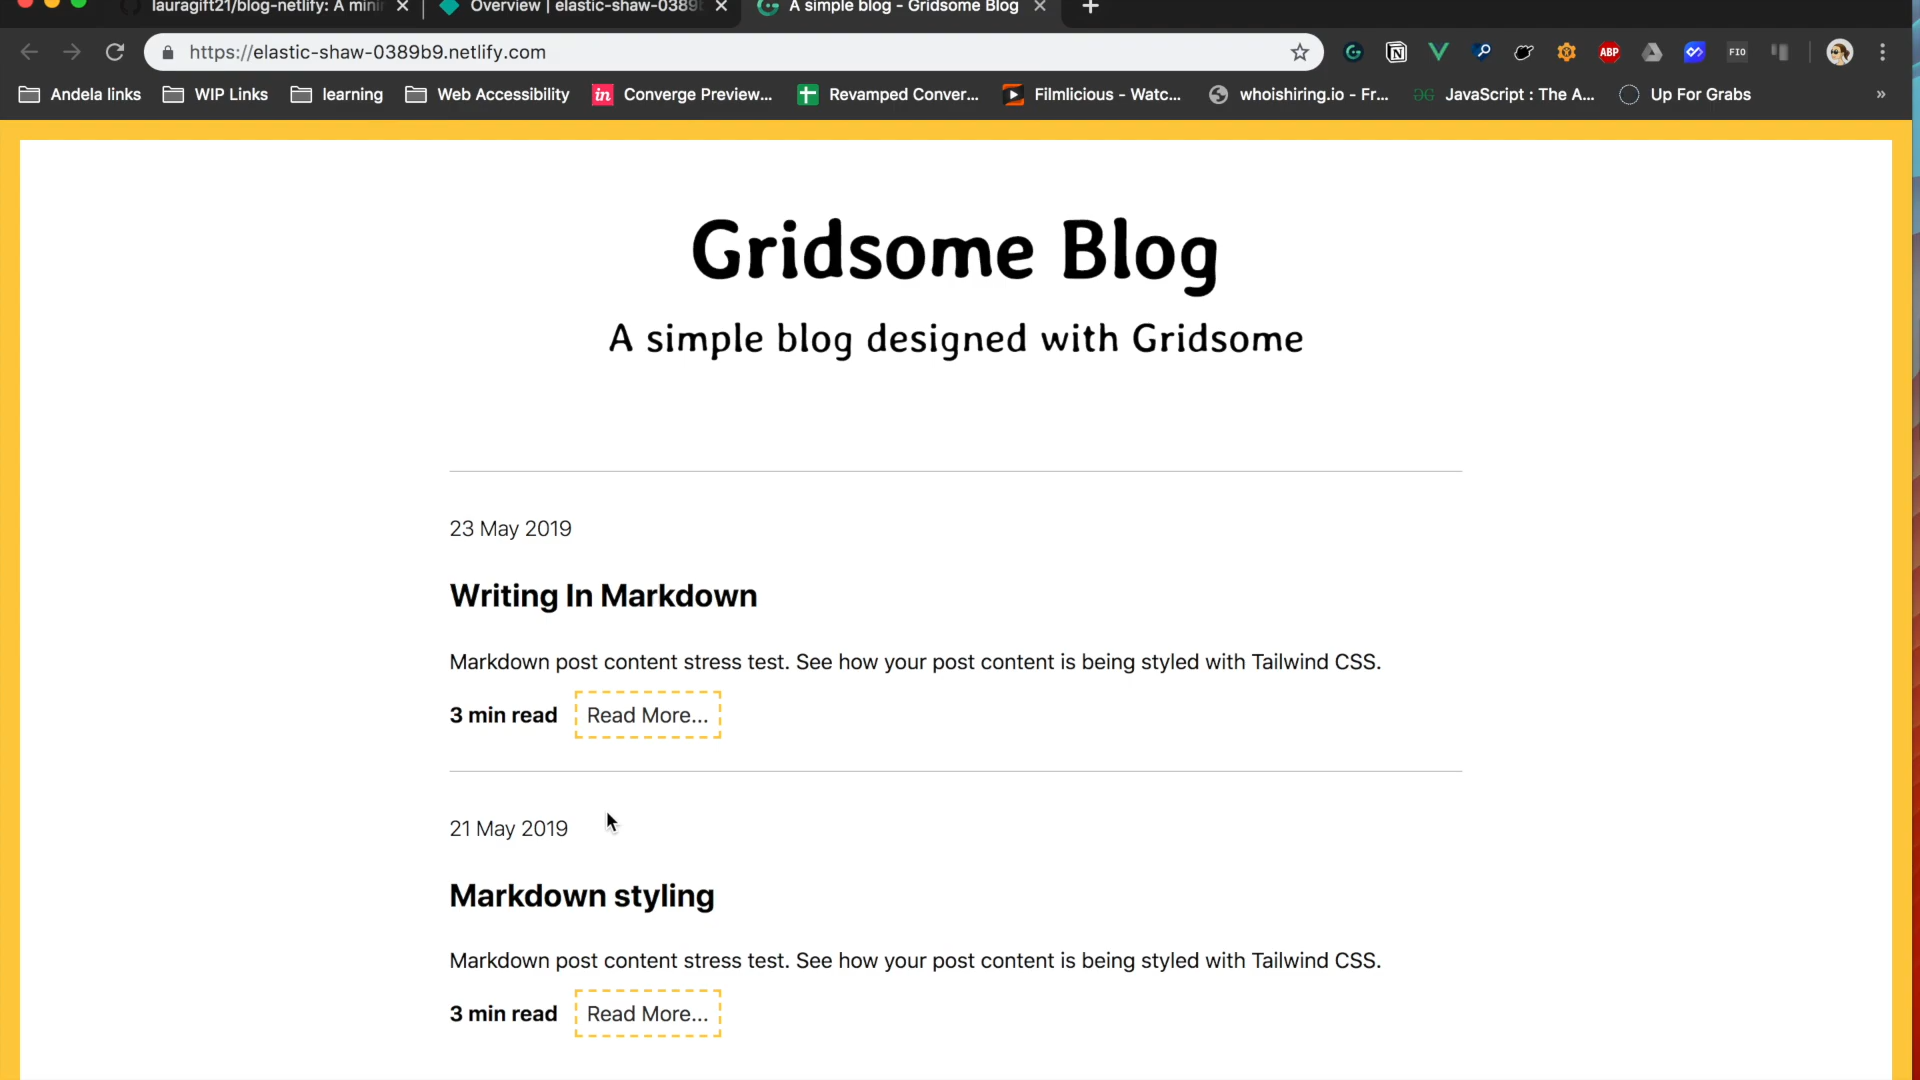 lauragift21/blog-netlify: A mini
Overview | elastic-shaw-0389b
A simple blog - Gridsome Blog
https://elastic-shaw-0389b9.netlify.com
ABP
FIO
Andela links
WIP Links
learning
Web Accessibility
in
Converge Preview...
Revamped Conver...
Filmlicious - Watc...
whoishiring.io - Fr...
JavaScript : The A...
Up For Grabs
»
Gridsome Blog
A simple blog designed with Gridsome
23 May 2019
Writing In Markdown
Markdown post content stress test. See how your post content is being styled with Tailwind CSS.
3 min read
Read More...
21 May 2019
Markdown styling
Markdown post content stress test. See how your post content is being styled with Tailwind CSS.
3 min read
Read More...